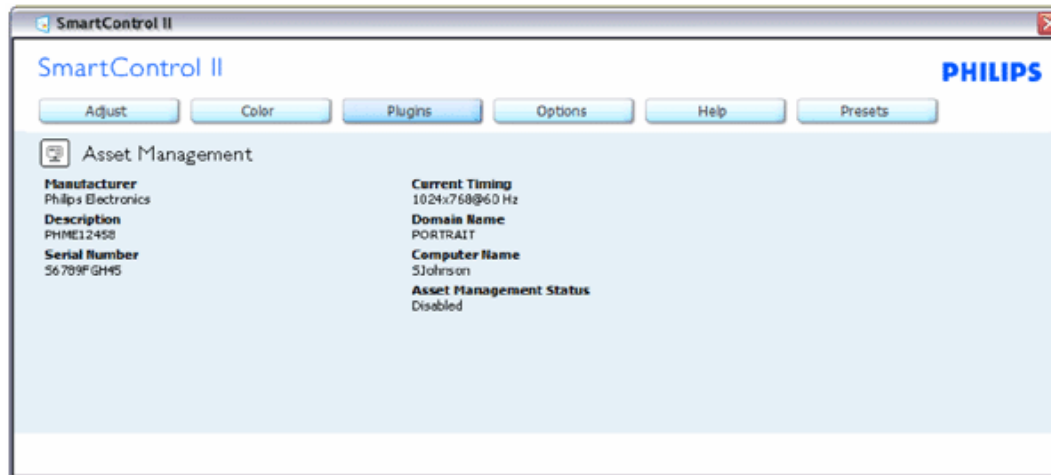 SmartControl II
SmartControl II
PHILIPS
Adjust Color Plugins Options Help Presets
Asset Management
Manufacturer
Philips Electronics
Description
PHME12458
Serial Number
S6789FGH45
Current Timing
1024x768@60 Hz
Domain Name
PORTRAIT
Computer Name
SJohnson
Asset Management Status
Disabled